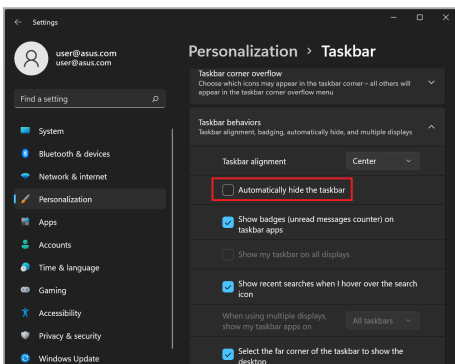 Settings
user@asus.com
user@asus.com
Find a setting
System
Bluetooth & devices
Network & internet
Personalization
Apps
Accounts
Time & language
Gaming
Accessibility
Privacy & security
Windows Update
Personalization > Taskbar
Taskbar corner overflow
Choose which icons may appear in the taskbar corner – all others will
appear in the taskbar corner overflow menu
Taskbar behaviors
Taskbar alignment, badging, automatically hide, and multiple displays
Taskbar alignment
Center
Automatically hide the taskbar
Show badges (unread messages counter) on
taskbar apps
Show my taskbar on all displays
Show recent searches when I hover over the search
icon
When using multiple displays,
show my taskbar apps on
All taskbars
Select the far corner of the taskbar to show the
desktop